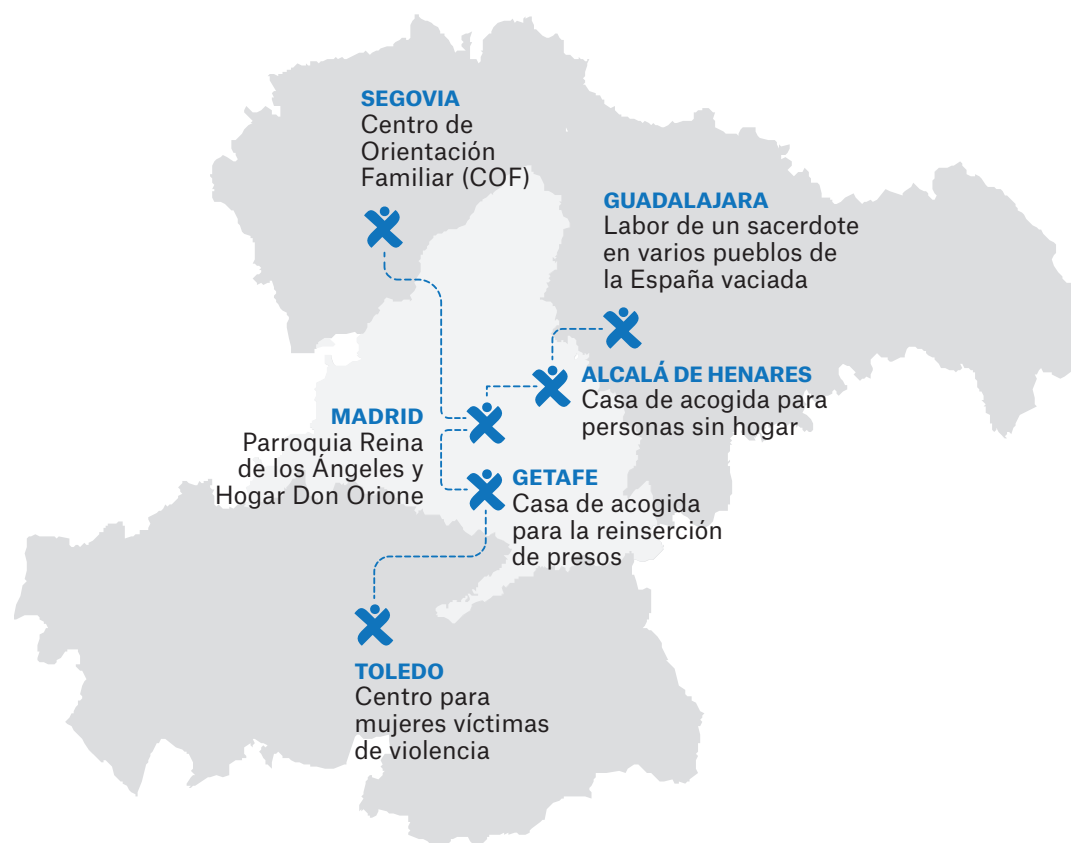 SEGOVIA
Centro de
Orientación
Familiar (COF)
GUADALAJARA
Labor de un sacerdote
en varios pueblos de
la España vaciada
ALCALÁ DE HENARES
Casa de acogida para
personas sin hogar
MADRID
Parroquia Reina
de los Ángeles y
Hogar Don Orione
GETAFE
Casa de acogida
para la reinserción
de presos
TOLEDO
Centro para
mujeres víctimas
de violencia